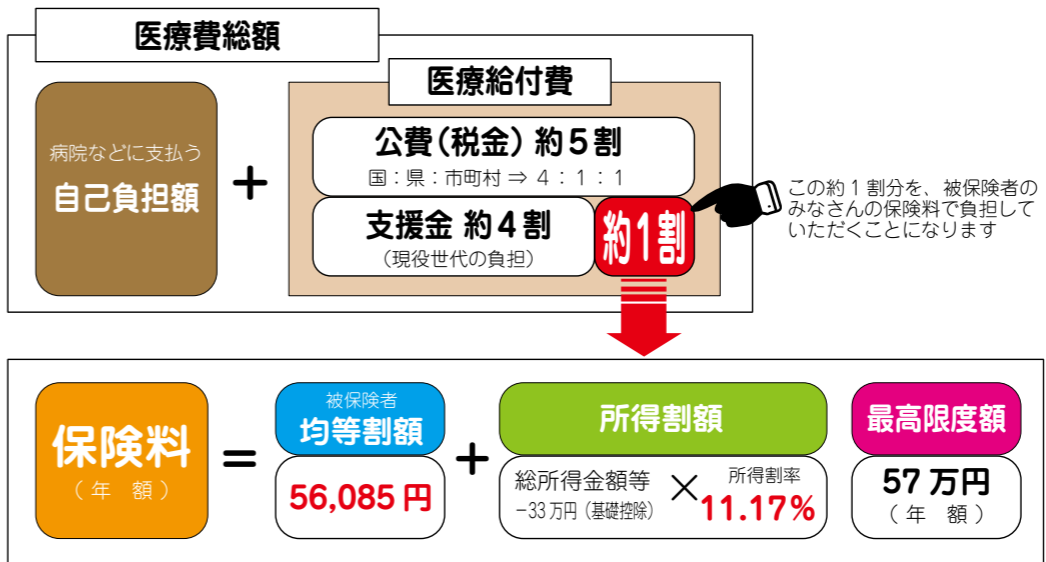 医療費総額
病院などに支払う
自己負担額
+
医療給付費
公費(税金) 約5割
国:県:市町村 ⇒ 4:1:1
支援金 約4割
(現役世代の負担)
約1割
この約1割分を、被保険者の
みなさんの保険料で負担して
いただくことになります
保険料
(年 額)
=
被保険者
均等割額
56,085円
+
所得割額
総所得金額等
−33万円(基礎控除)
×
所得割率
11.17%
最高限度額
57万円
(年 額)